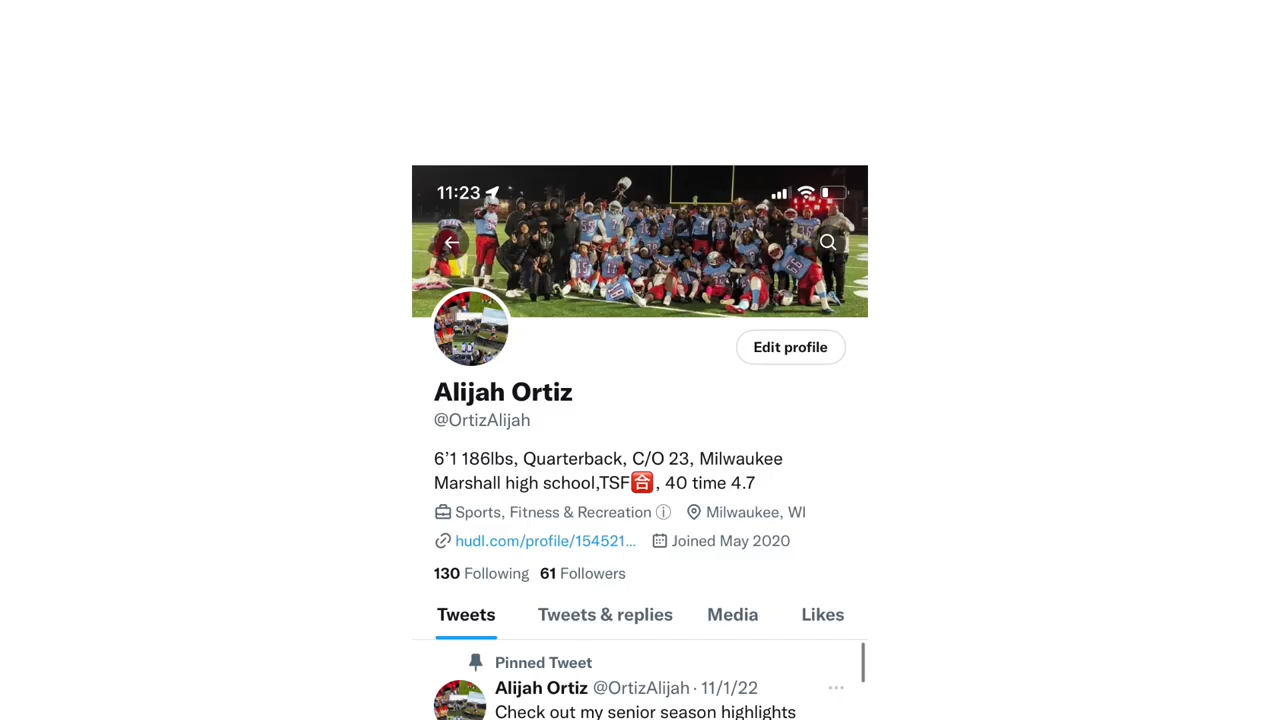 11:23
Edit profile
Alijah Ortiz
@OrtizAlijah
6'1 186lbs, Quarterback, C/O 23, Milwaukee
Marshall high school,TSF🈴, 40 time 4.7
Sports, Fitness & Recreation Milwaukee, WI
hudl.com/profile/154521... Joined May 2020
130 Following 61 Followers
Tweets Tweets & replies Media Likes
Pinned Tweet
Alijah Ortiz @OrtizAlijah · 11/1/22
Check out my senior season highlights